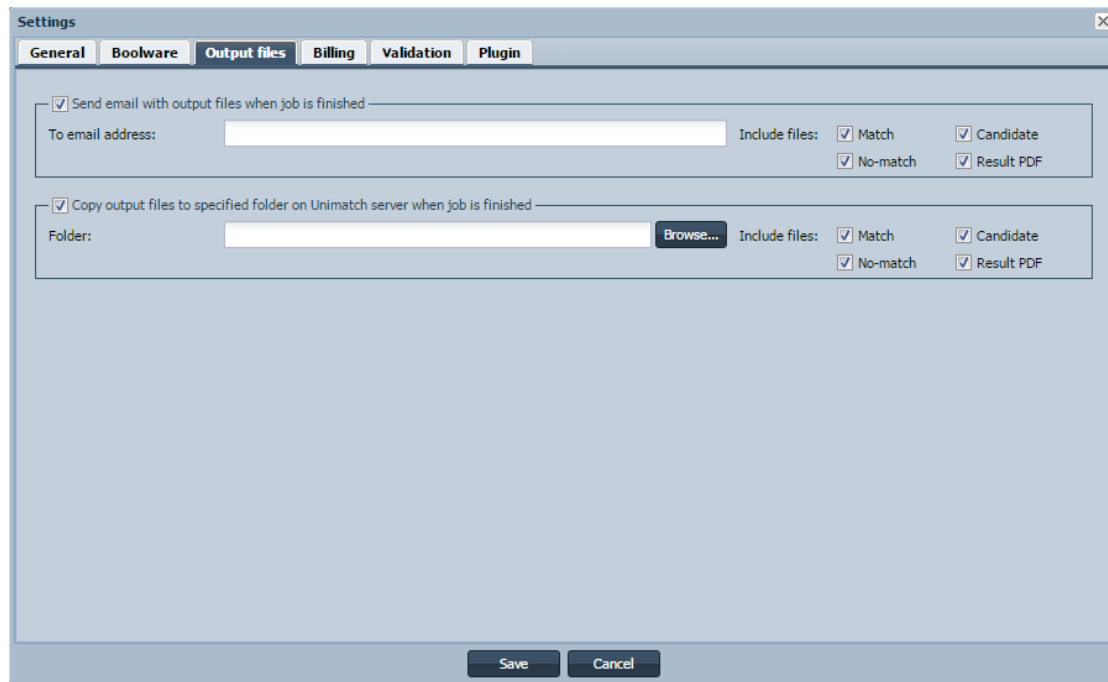 Settings
General Boolware Output files Billing Validation Plugin
Send email with output files when job is finished
To email address: Include files: Match Candidate
No-match Result PDF
Copy output files to specified folder on Unimatch server when job is finished
Folder: Browse... Include files: Match Candidate
No-match Result PDF
Save Cancel